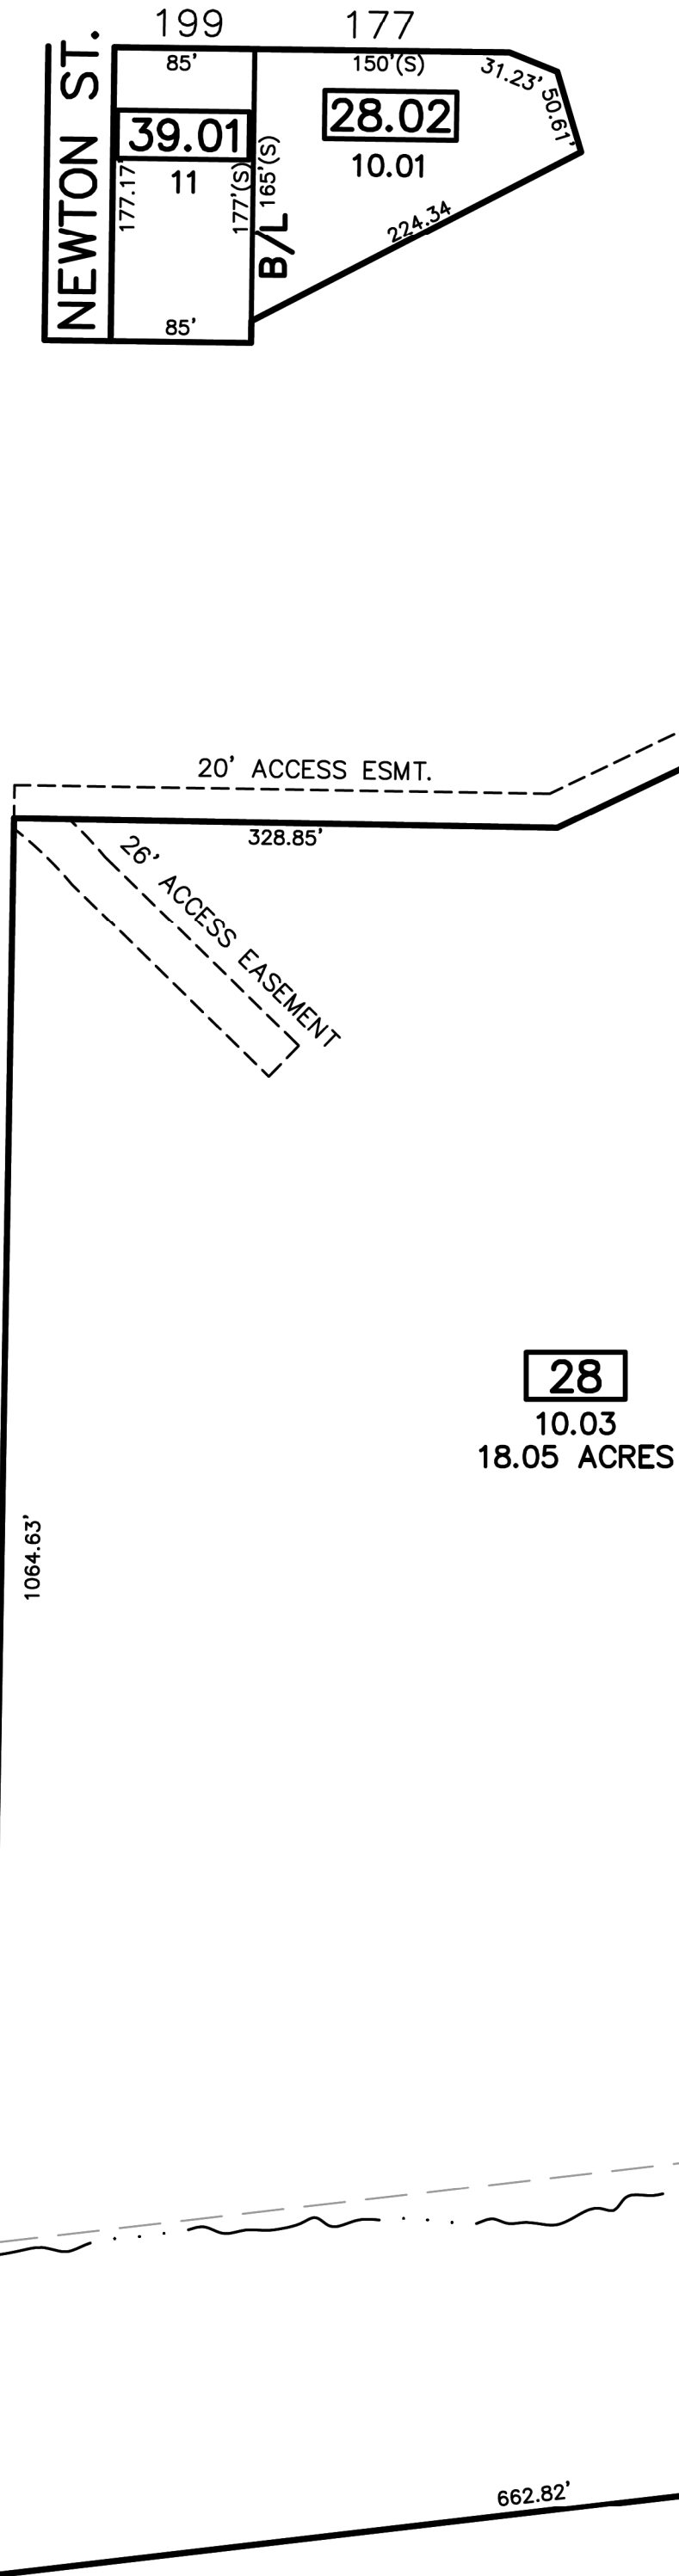 199
177
NEWTON ST.
85'
150'(S)
31.23'
50.61'
39.01
28.02
11
10.01
177.17'
177'(S)
165'(S)
B/L
224.34
85'
20' ACCESS ESMT.
328.85'
26' ACCESS EASEMENT
28
10.03
18.05 ACRES
1064.63'
662.82'